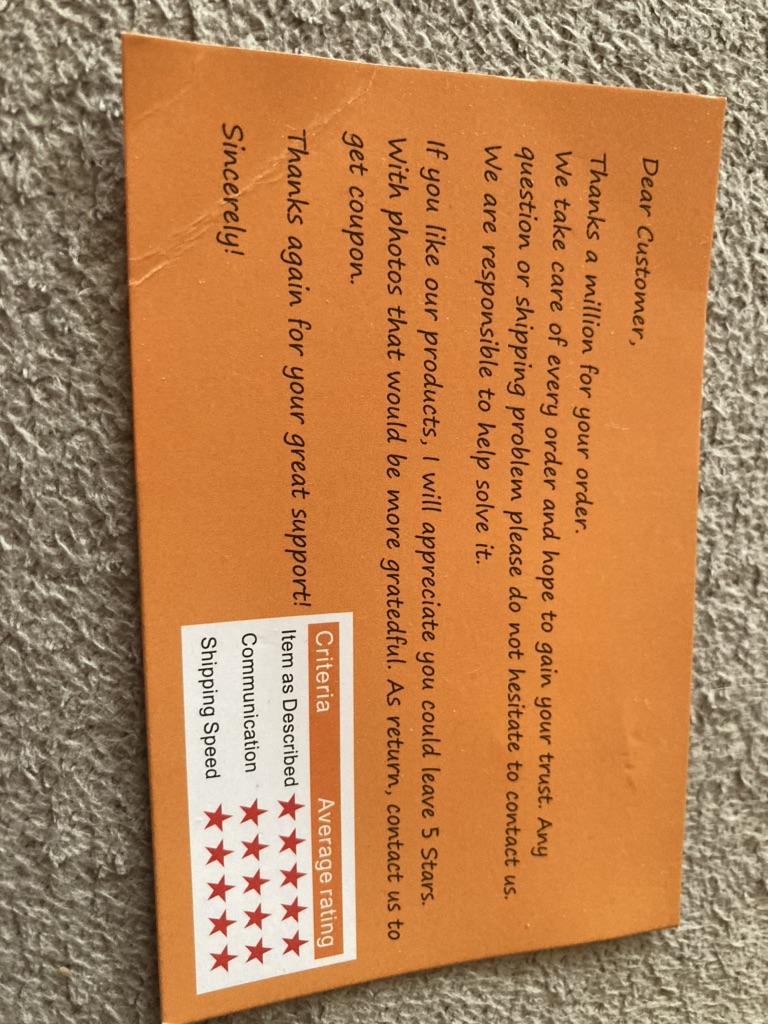 Dear Customer,
Thanks a million for your order.
We take care of every order and hope to gain your trust. Any
question or shipping problem please do not hesitate to contact us.
We are responsible to help solve it.
If you like our products, I will appreciate you could leave 5 Stars.
With photos that would be more gratedful. As return, contact us to
get coupon.
Thanks again for your great support!
Sincerely!
Criteria Average rating
Item as Described ★★★★★
Communication ★★★★★
Shipping Speed ★★★★★